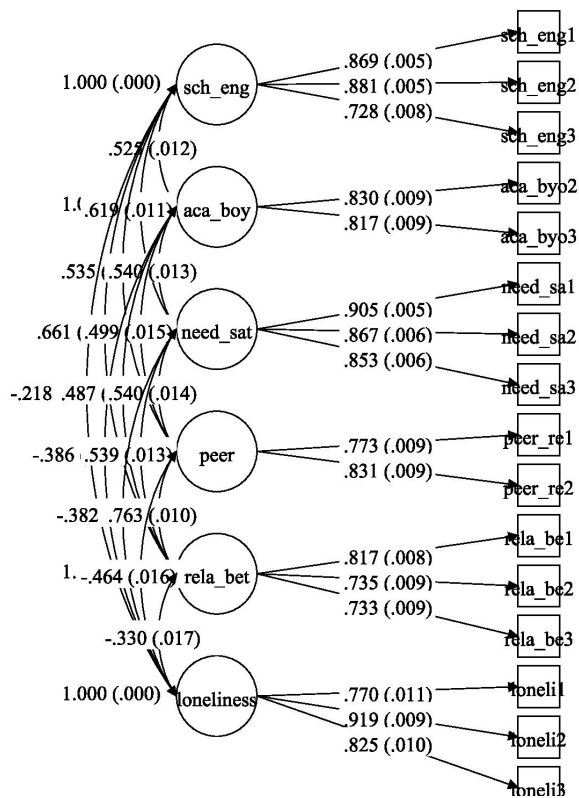 sch_eng1
.869 (.005)
1.000 (.000) sch_eng .881 (.005) sch_eng2
.728 (.008)
sch_eng3
.525 (.012)
.830 (.009) aca_byo2
.619 (.011) aca_boy .817 (.009)
aca_byo3
.535 .540 (.013) .905 (.005) need_sa1
.661 .499 (.015) need_sat .867 (.006) need_sa2
.853 (.006)
-.218 .487 .540 (.014) need_sa3
.773 (.009) peer_re1
-.386 .539 (.013) peer .831 (.009)
peer_re2
-.382 .763 (.010) .817 (.008) rela_be1
-.464 (.016) rela_bet .735 (.009) rela_be2
.733 (.009)
-.330 (.017) rela_be3
.770 (.011) loneli1
1.000 (.000) loneliness .919 (.009) loneli2
.825 (.010)
loneli3